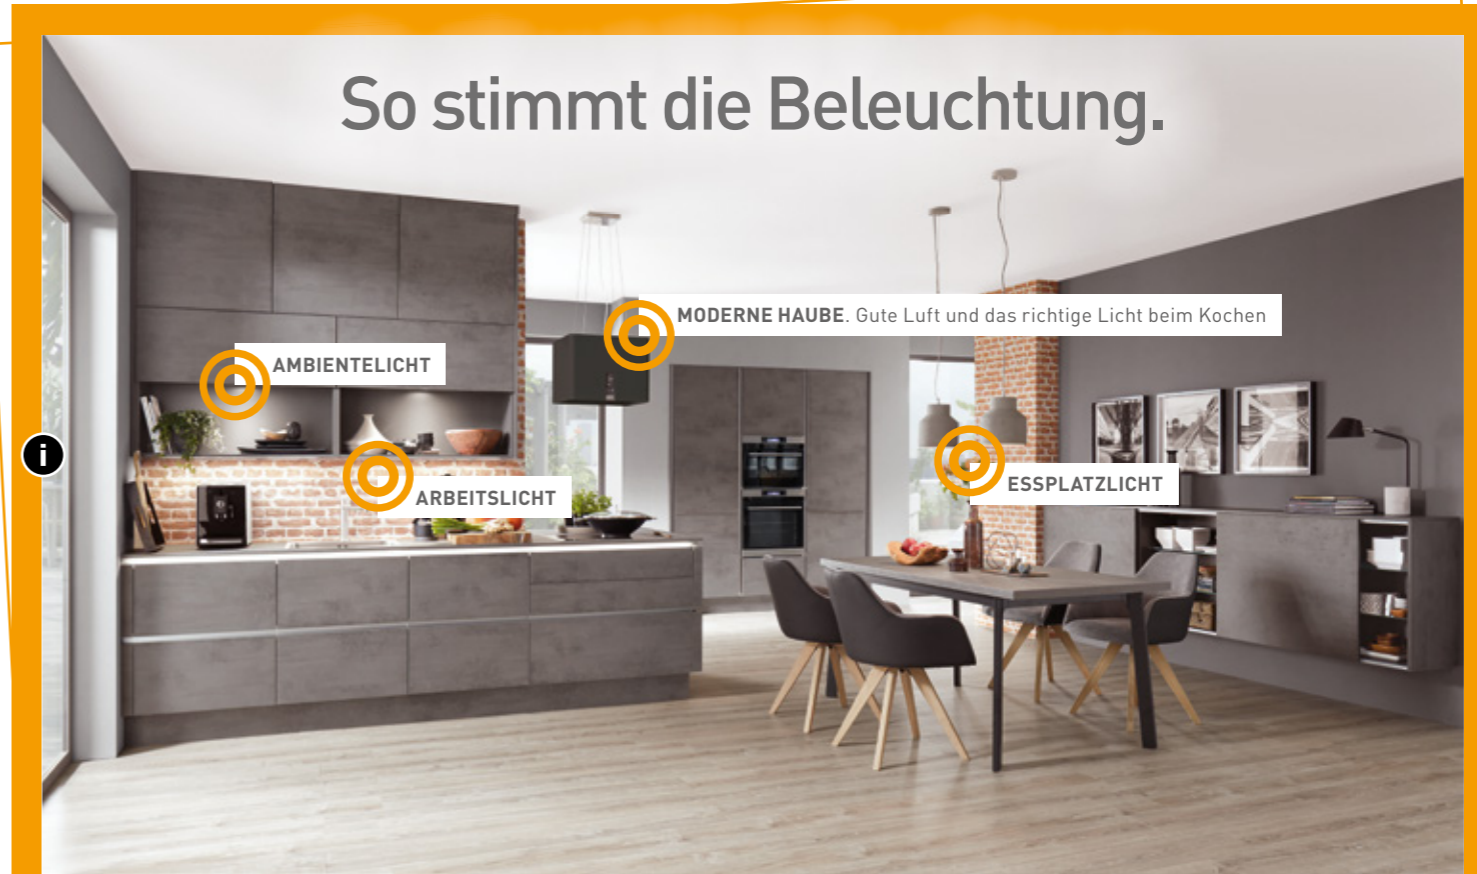 So stimmt die Beleuchtung.
MODERNE HAUBE. Gute Luft und das richtige Licht beim Kochen
AMBIENTELICHT
i
ARBEITSLICHT
ESSPLATZLICHT